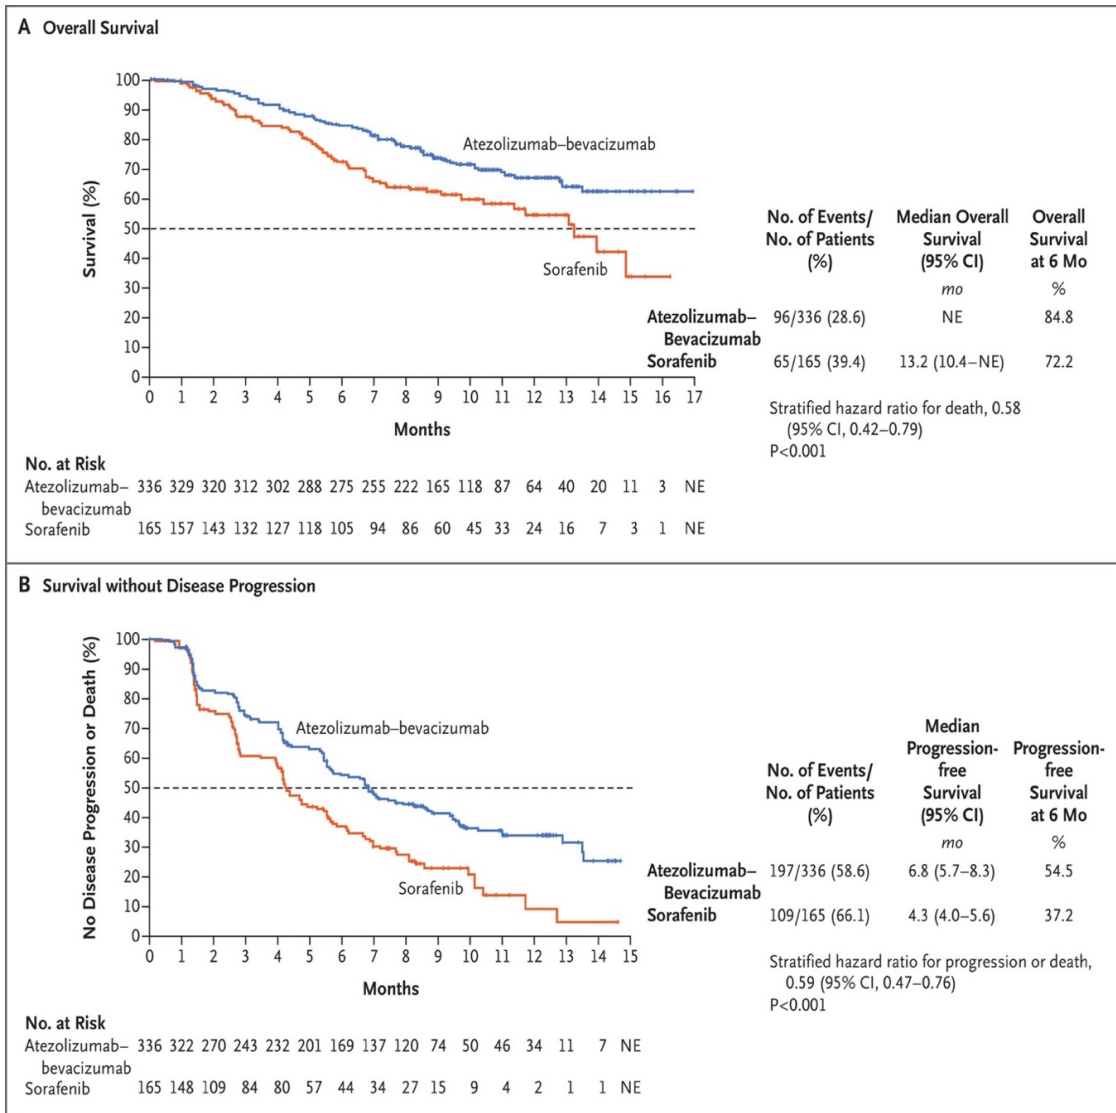 A Overall Survival
Survival (%)
100
90
80
70
60
50
40
30
20
10
0
Atezolizumab–bevacizumab
Sorafenib
0 1 2 3 4 5 6 7 8 9 10 11 12 13 14 15 16 17
Months
No. of Events/ Median Overall Overall
No. of Patients Survival Survival
(%) (95% CI) at 6 Mo
mo %
Atezolizumab– 96/336 (28.6) NE 84.8
Bevacizumab
Sorafenib 65/165 (39.4) 13.2 (10.4–NE) 72.2
Stratified hazard ratio for death, 0.58
(95% CI, 0.42–0.79)
P<0.001
No. at Risk
Atezolizumab– 336 329 320 312 302 288 275 255 222 165 118 87 64 40 20 11 3 NE
bevacizumab
Sorafenib 165 157 143 132 127 118 105 94 86 60 45 33 24 16 7 3 1 NE
B Survival without Disease Progression
No Disease Progression or Death (%)
100
90
80
70
60
50
40
30
20
10
0
Atezolizumab–bevacizumab
Sorafenib
0 1 2 3 4 5 6 7 8 9 10 11 12 13 14 15
Months
Median
Progression- Progression-
No. of Events/ free free
No. of Patients Survival Survival
(%) (95% CI) at 6 Mo
mo %
Atezolizumab– 197/336 (58.6) 6.8 (5.7–8.3) 54.5
Bevacizumab
Sorafenib 109/165 (66.1) 4.3 (4.0–5.6) 37.2
Stratified hazard ratio for progression or death,
0.59 (95% CI, 0.47–0.76)
P<0.001
No. at Risk
Atezolizumab– 336 322 270 243 232 201 169 137 120 74 50 46 34 11 7 NE
bevacizumab
Sorafenib 165 148 109 84 80 57 44 34 27 15 9 4 2 1 1 NE